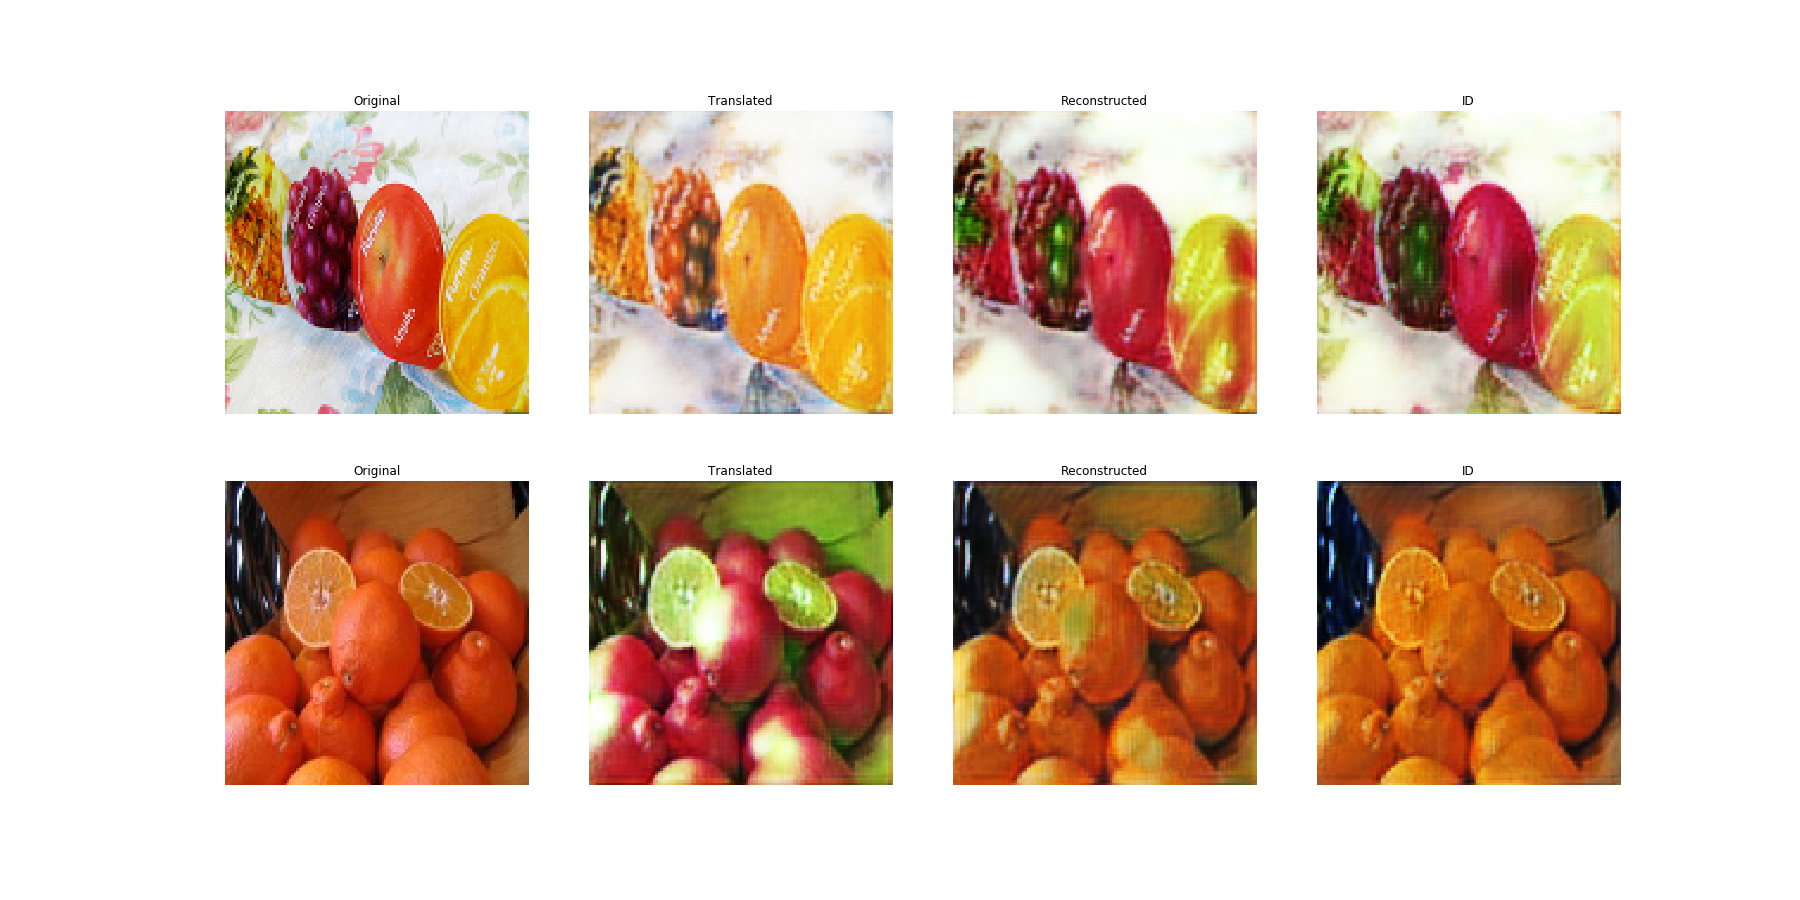 Original
Translated
Reconstructed
ID
Original
Translated
Reconstructed
ID